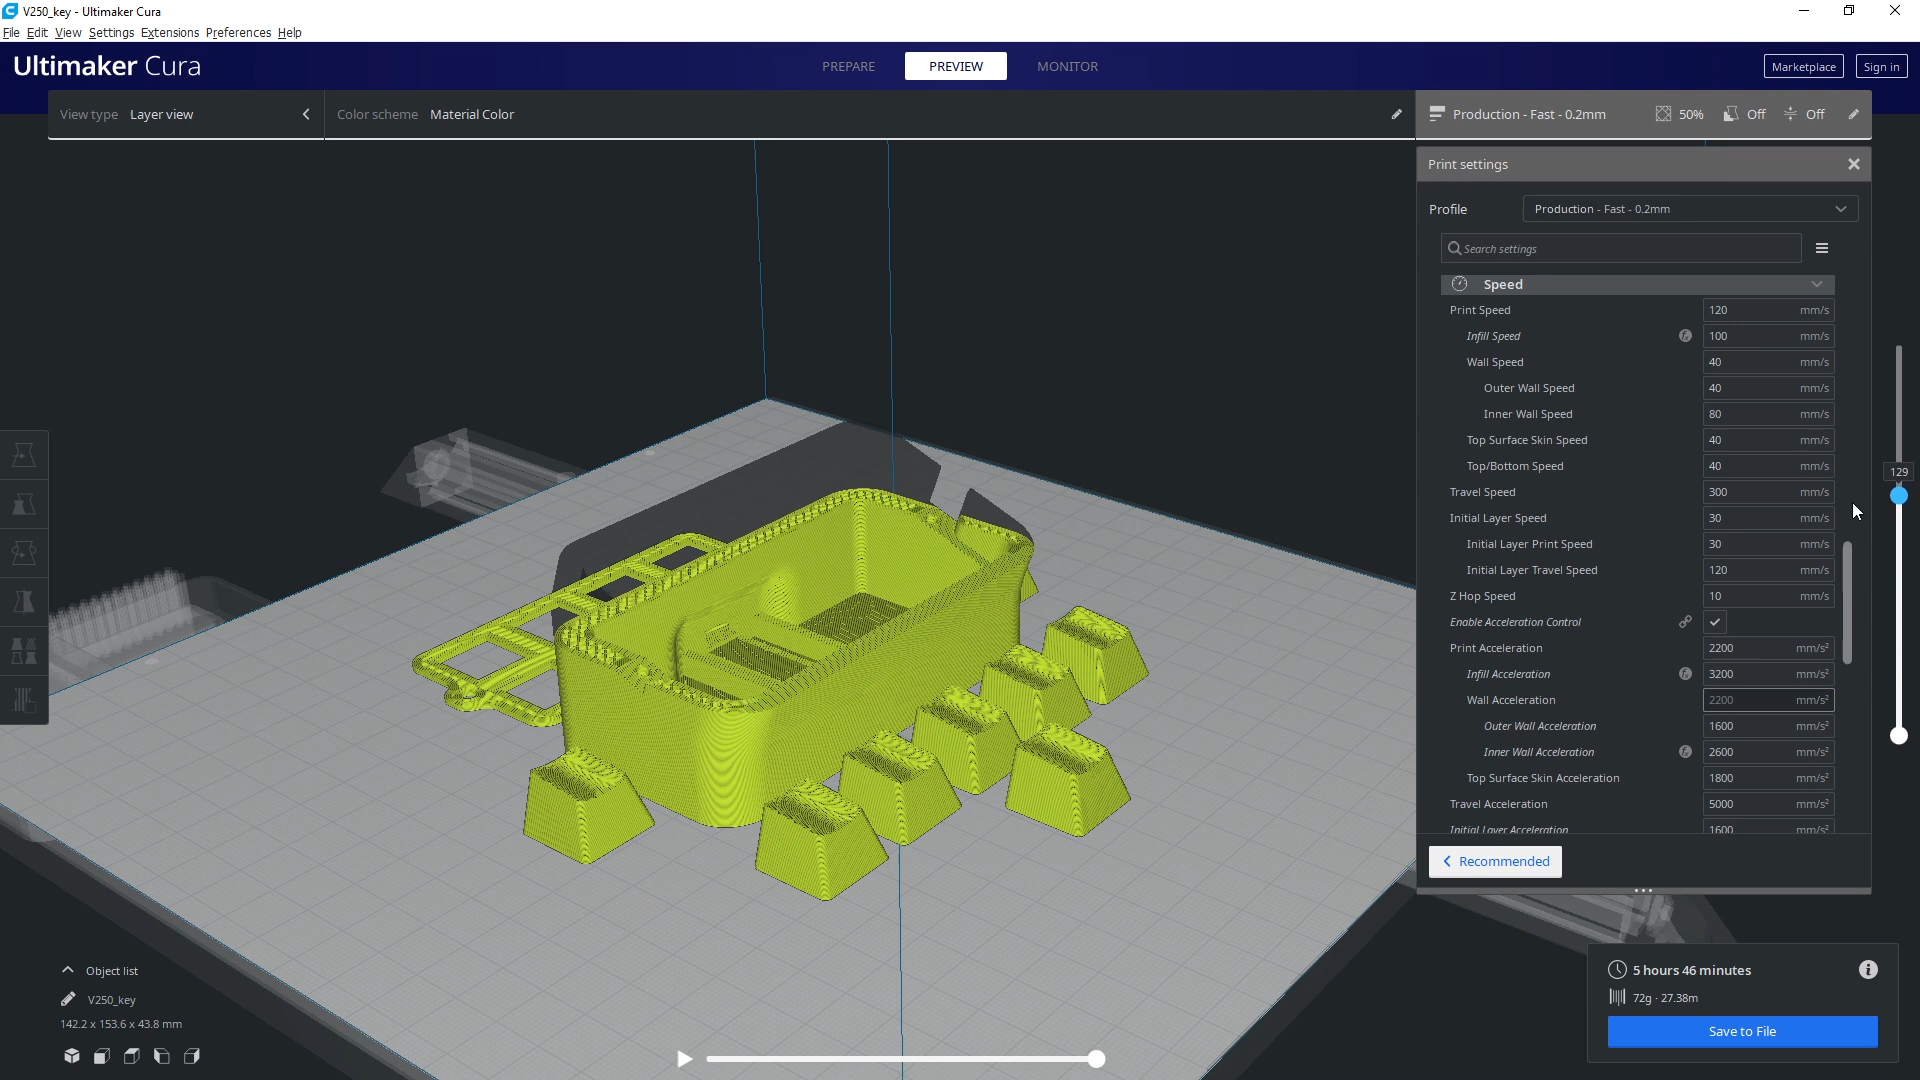 V250_key - Ultimaker Cura
File Edit View Settings Extensions Preferences Help
Ultimaker Cura
PREPARE
PREVIEW
MONITOR
Marketplace
Sign in
View type Layer view
Color scheme Material Color
Production - Fast - 0.2mm
50%
Off
Off
Print settings
Profile
Production - Fast - 0.2mm
Search settings
Speed
Print Speed 120 mm/s
Infill Speed 100 mm/s
Wall Speed 40 mm/s
Outer Wall Speed 40 mm/s
Inner Wall Speed 80 mm/s
Top Surface Skin Speed 40 mm/s
Top/Bottom Speed 40 mm/s
Travel Speed 300 mm/s
Initial Layer Speed 30 mm/s
Initial Layer Print Speed 30 mm/s
Initial Layer Travel Speed 120 mm/s
Z Hop Speed 10 mm/s
Enable Acceleration Control
Print Acceleration 2200 mm/s²
Infill Acceleration 3200 mm/s²
Wall Acceleration 2200 mm/s²
Outer Wall Acceleration 1600 mm/s²
Inner Wall Acceleration 2600 mm/s²
Top Surface Skin Acceleration 1800 mm/s²
Travel Acceleration 5000 mm/s²
Initial Layer Acceleration 1600 mm/s²
Recommended
129
Object list
V250_key
142.2 x 153.6 x 43.8 mm
5 hours 46 minutes
72g · 27.38m
Save to File